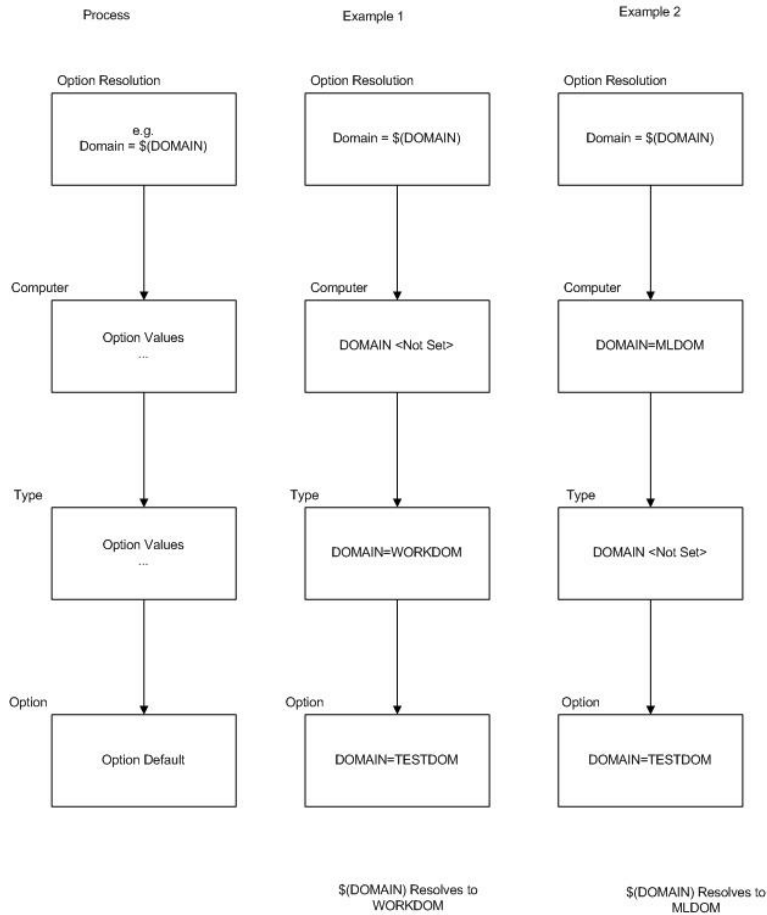 Process
Example 1
Example 2
Option Resolution
Option Resolution
Option Resolution
e.g.
Domain = $(DOMAIN)
Domain = $(DOMAIN)
Domain = $(DOMAIN)
Computer
Computer
Computer
Option Values
...
DOMAIN <Not Set>
DOMAIN=MLDOM
Type
Type
Type
Option Values
...
DOMAIN=WORKDOM
DOMAIN <Not Set>
Option
Option
Option
Option Default
DOMAIN=TESTDOM
DOMAIN=TESTDOM
$(DOMAIN) Resolves to
WORKDOM
$(DOMAIN) Resolves to
MLDOM